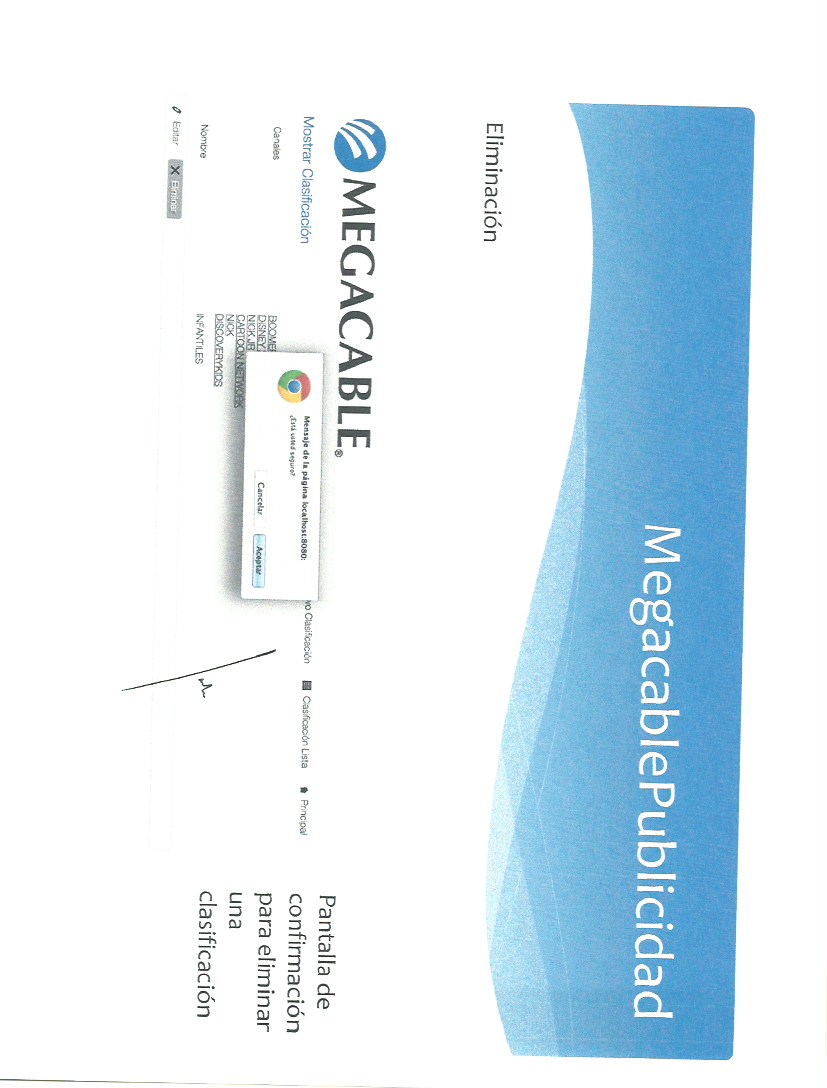 MegacablePublicidad
Eliminación
MEGACABLE®
Mostrar Clasificación
vo Clasificación
Clasificación Lista
Principal
Mensaje de la página localhost:8080:
¿Está usted seguro?
Cancelar
Aceptar
Canales
BOOMER
DISNEY
NICK JR
CARTOON NETWORK
NICK
DISCOVERYKIDS
Nombre
INFANTILES
Editar
Eliminar
Pantalla de
confirmación
para eliminar
una
clasificación